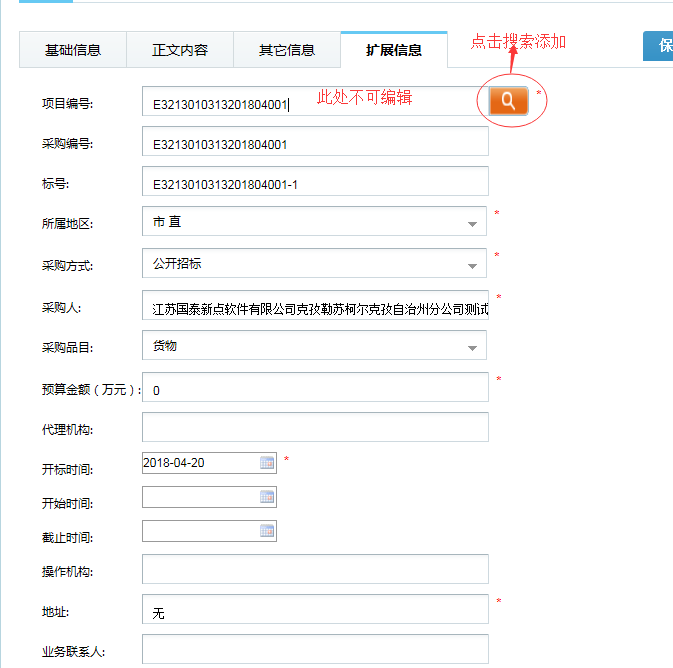 点击搜索添加
基础信息 正文内容 其它信息 扩展信息 保
项目编号: E3213010313201804001 此处不可编辑 *
采购编号: E3213010313201804001
标号: E3213010313201804001-1
所属地区: 市 直 *
采购方式: 公开招标 *
采购人: 江苏国泰新点软件有限公司克孜勒苏柯尔克孜自治州分公司测试 *
采购品目: 货物
预算金额（万元）: 0 *
代理机构:
开标时间: 2018-04-20 *
开始时间:
截止时间:
操作机构:
地址: 无 *
业务联系人: